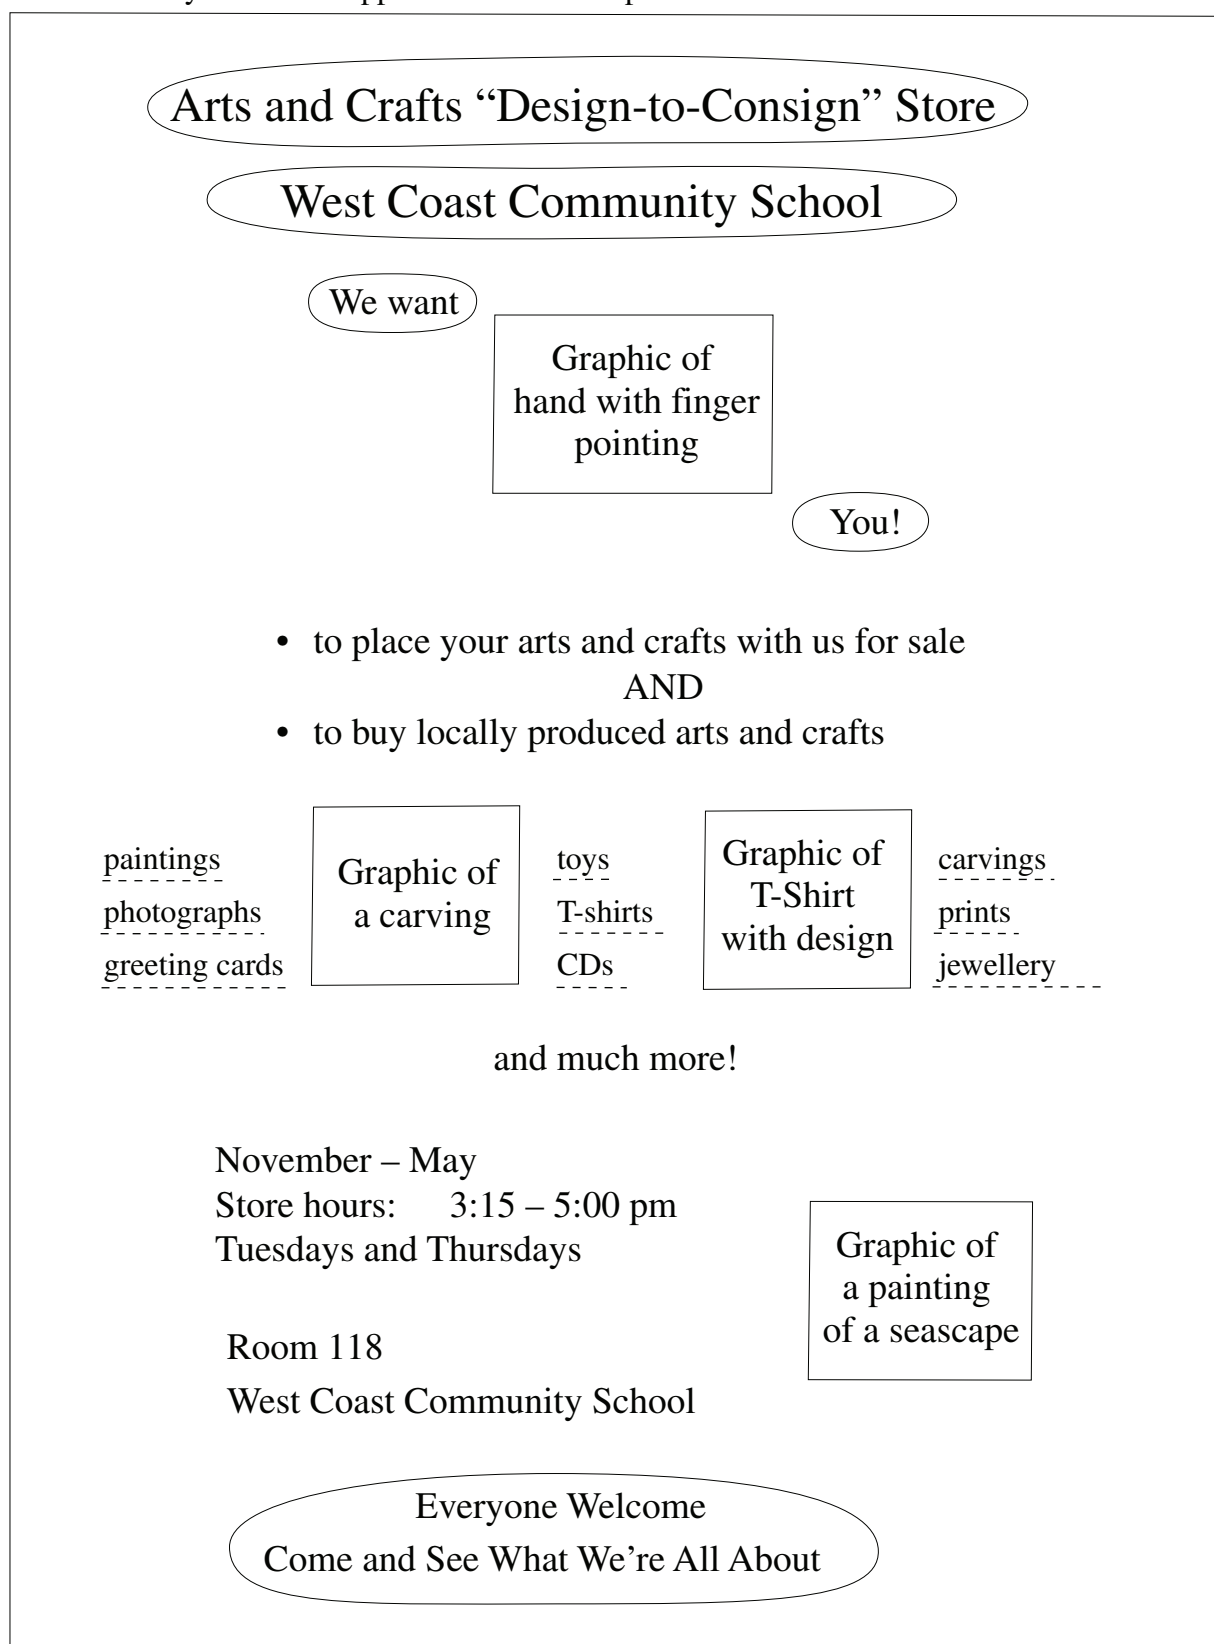 Arts and Crafts “Design-to-Consign” Store
West Coast Community School
We want
Graphic of
hand with finger
pointing
You!
• to place your arts and crafts with us for sale
AND
• to buy locally produced arts and crafts
paintings
photographs
greeting cards
Graphic of
a carving
toys
T-shirts
CDs
Graphic of
T-Shirt
with design
carvings
prints
jewellery
and much more!
November – May
Store hours: 3:15 – 5:00 pm
Tuesdays and Thursdays
Graphic of
a painting
of a seascape
Room 118
West Coast Community School
Everyone Welcome
Come and See What We’re All About